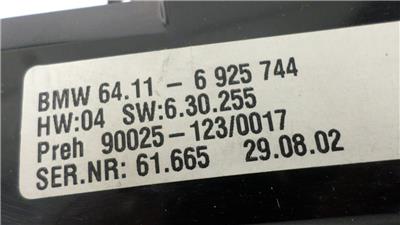 BMW 64.11 - 6 925 744
HW:04 SW:6.30.255
Preh 90025-123/0017
SER.NR: 61.665 29.08.02